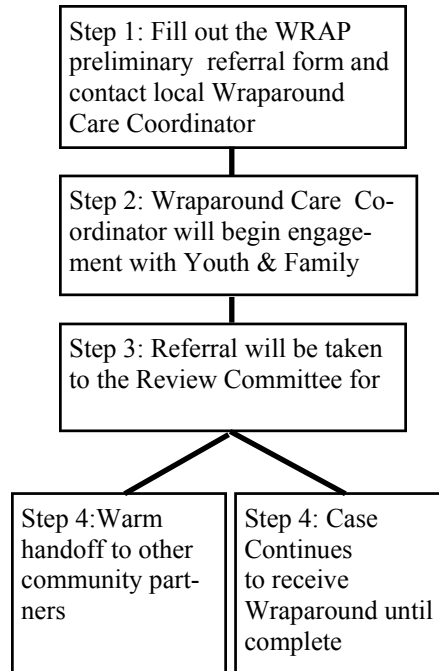 Step 1: Fill out the WRAP
preliminary referral form and
contact local Wraparound
Care Coordinator
Step 2: Wraparound Care Co-
ordinator will begin engage-
ment with Youth & Family
Step 3: Referral will be taken
to the Review Committee for
Step 4:Warm
handoff to other
community part-
ners
Step 4: Case
Continues
to receive
Wraparound until
complete